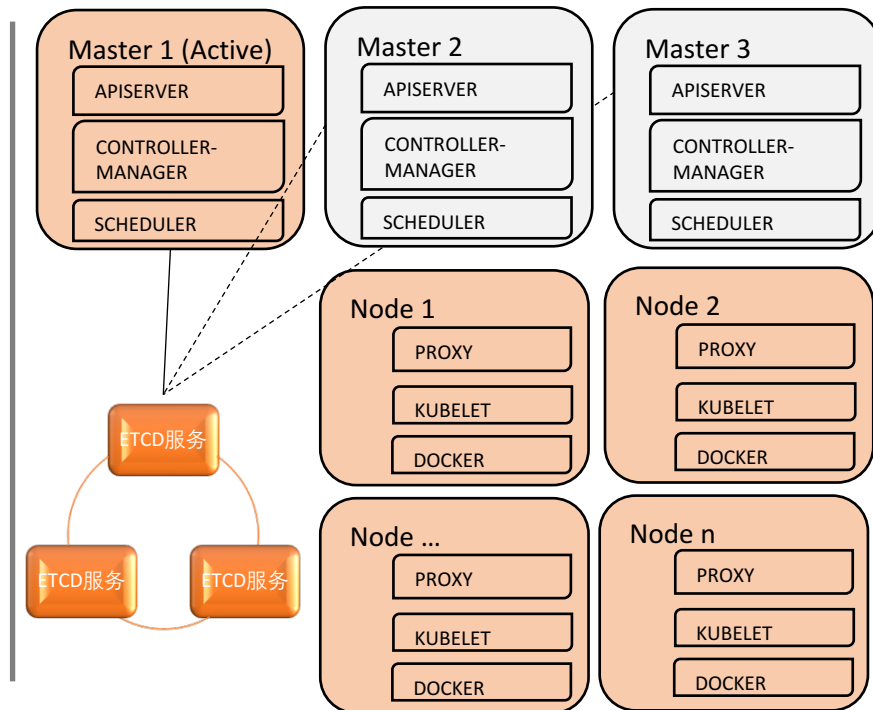 Master 1 (Active)
APISERVER
CONTROLLER-
MANAGER
SCHEDULER
Master 2
APISERVER
CONTROLLER-
MANAGER
SCHEDULER
Master 3
APISERVER
CONTROLLER-
MANAGER
SCHEDULER
Node 1
PROXY
KUBELET
DOCKER
Node 2
PROXY
KUBELET
DOCKER
ETCD服务
ETCD服务
ETCD服务
Node ...
PROXY
KUBELET
DOCKER
Node n
PROXY
KUBELET
DOCKER